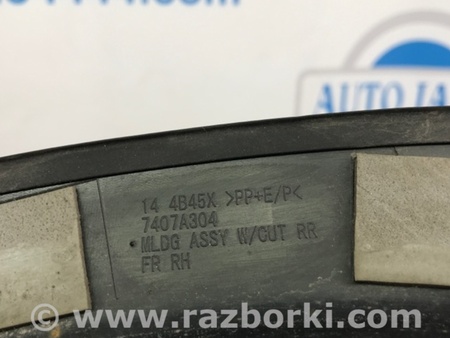 AUTO JA
14 4B45X >PP+E/P<
7407A304
MLDG ASSY W/CUT RR
FR RH
www.razborki.com